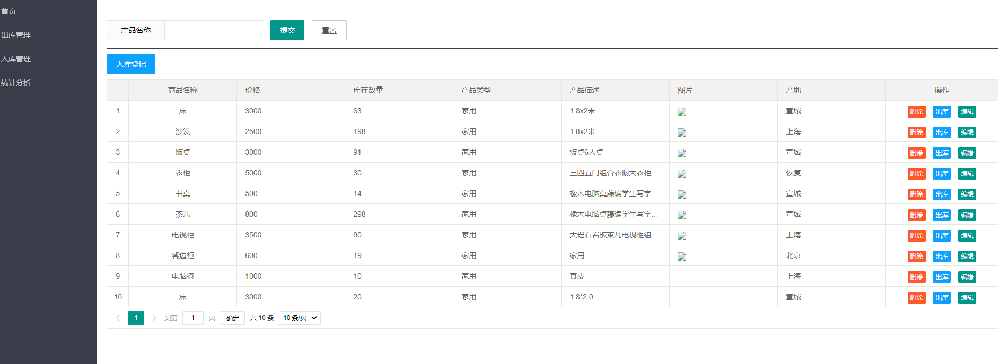 首页
出库管理
入库管理
统计分析
产品名称 提交 重置
入库登记
商品名称 价格 库存数量 产品类型 产品描述 图片 产地 操作
1 床 3000 63 家用 1.8x2米 宣城 删除 出库 编辑
2 沙发 2500 198 家用 1.8x2米 上海 删除 出库 编辑
3 饭桌 3000 91 家用 饭桌6人桌 宣城 删除 出库 编辑
4 衣柜 5000 30 家用 三四五门组合衣橱大衣柜... 恢复 删除 出库 编辑
5 书桌 500 14 家用 橡木电脑桌藤编学生写字... 宣城 删除 出库 编辑
6 茶几 800 298 家用 橡木电脑桌藤编学生写字... 宣城 删除 出库 编辑
7 电视柜 3500 90 家用 大理石岩板茶几电视柜组... 上海 删除 出库 编辑
8 餐边柜 600 19 家用 家用 北京 删除 出库 编辑
9 电脑椅 1000 10 家用 真皮 上海 删除 出库 编辑
10 床 3000 20 家用 1.8*2.0 宣城 删除 出库 编辑
1 到第 1 页 确定 共 10 条 10 条/页